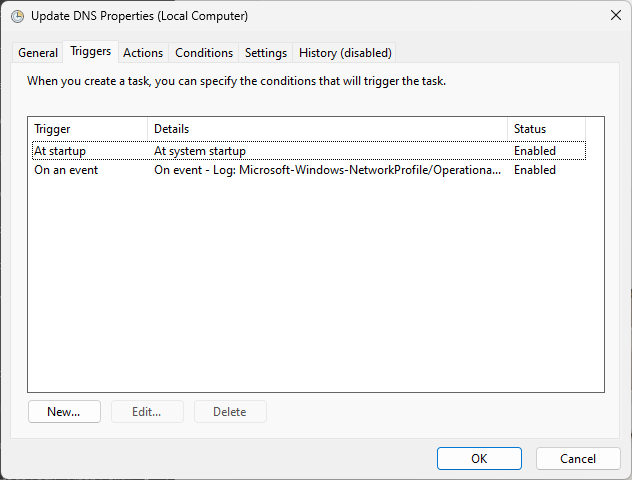 Update DNS Properties (Local Computer)
General Triggers Actions Conditions Settings History (disabled)
When you create a task, you can specify the conditions that will trigger the task.
Trigger Details Status
At startup At system startup Enabled
On an event On event - Log: Microsoft-Windows-NetworkProfile/Operationa... Enabled
New... Edit... Delete
OK Cancel